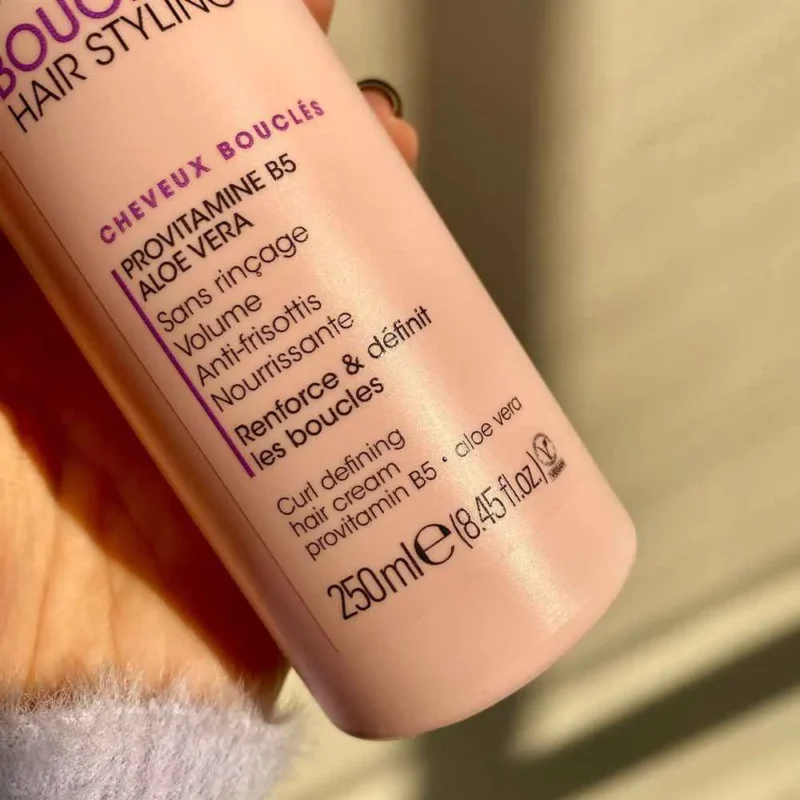 BOUC
HAIR STYLING
CHEVEUX BOUCLÉS
PROVITAMINE B5
ALOE VERA
Sans rinçage
Volume
Anti-frisottis
Nourrissante
Renforce & définit
les boucles
Curl defining
hair cream
provitamin B5 • aloe vera
250ml e (8.45 fl.oz.)